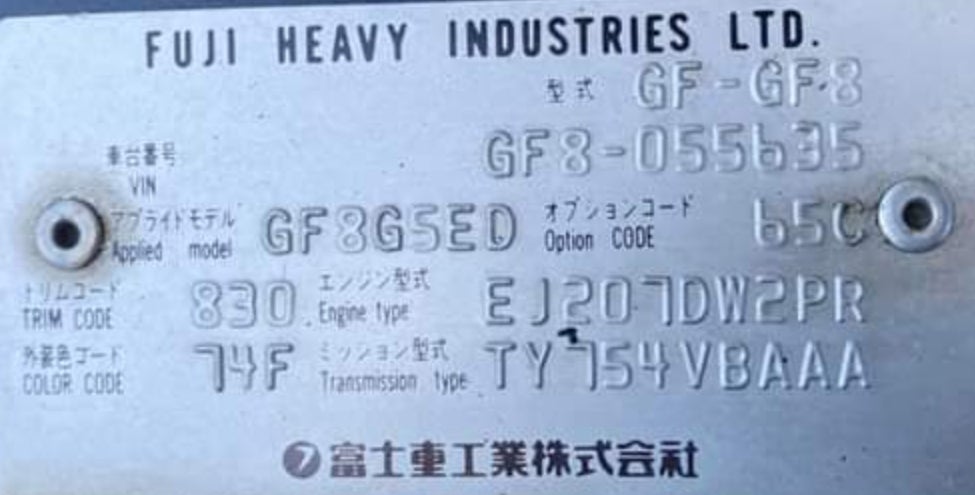 FUJI HEAVY INDUSTRIES LTD.
型式 GF-GF8
車台番号 GF8-055635
VIN
アプライドモデル GF8G5ED オプションコード 65C
Applied model Option CODE
トリムコード 830 エンジン型式 EJ207DW2PR
TRIM CODE Engine type
外装色コード 74F ミッション型式 TY754VBAAA
COLOR CODE Transmission type
7 富士重工業株式会社